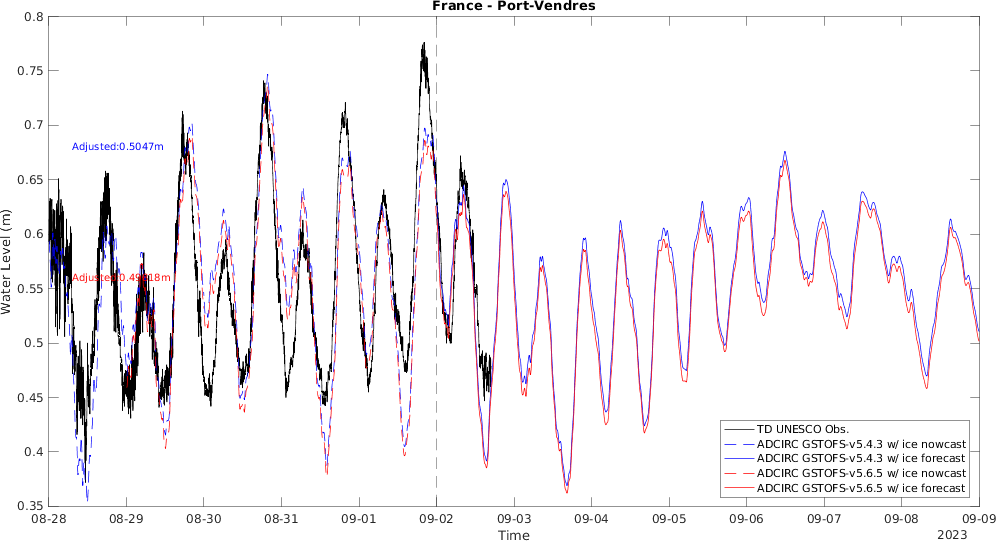 France - Port-Vendres
0.8
0.75
0.7
0.65
0.6
0.55
0.5
0.45
0.4
0.35
Water Level (m)
Adjusted:0.5047m
TD UNESCO Obs.
ADCIRC GSTOFS-v5.4.3 w/ ice nowcast
ADCIRC GSTOFS-v5.4.3 w/ ice forecast
ADCIRC GSTOFS-v5.6.5 w/ ice nowcast
ADCIRC GSTOFS-v5.6.5 w/ ice forecast
08-28 08-29 08-30 08-31 09-01 09-02 09-03 09-04 09-05 09-06 09-07 09-08 09-09
Time
2023